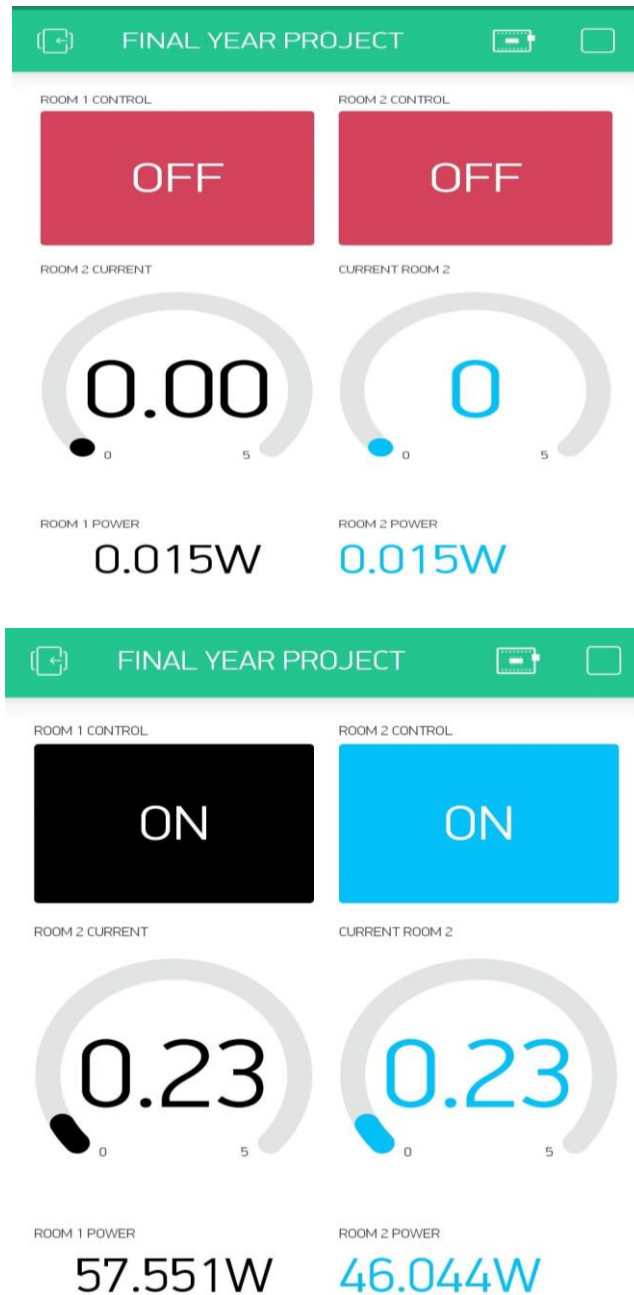 FINAL YEAR PROJECT
ROOM 1 CONTROL ROOM 2 CONTROL
OFF OFF
ROOM 2 CURRENT CURRENT ROOM 2
0.00 0
0 5 0 5
ROOM 1 POWER ROOM 2 POWER
0.015W 0.015W
FINAL YEAR PROJECT
ROOM 1 CONTROL ROOM 2 CONTROL
ON ON
ROOM 2 CURRENT CURRENT ROOM 2
0.23 0.23
0 5 0 5
ROOM 1 POWER ROOM 2 POWER
57.551W 46.044W